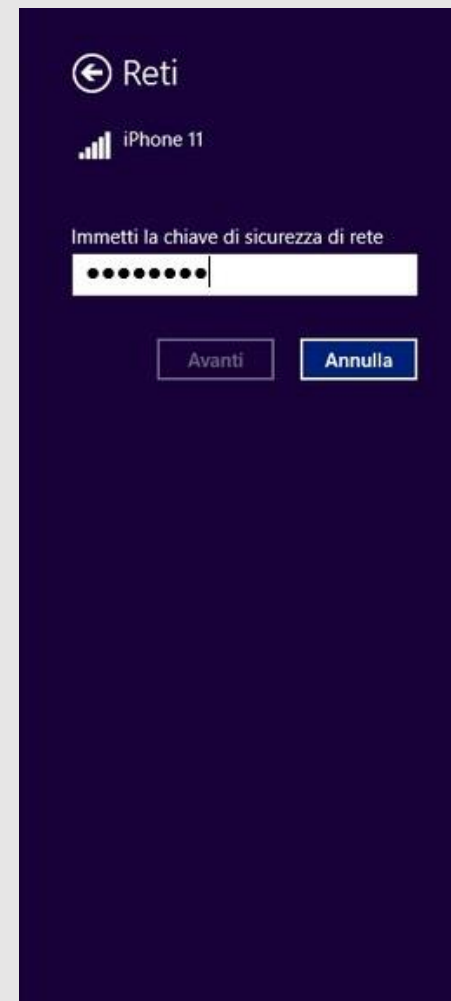 Reti
iPhone 11
Immetti la chiave di sicurezza di rete
●●●●●●●●
Avanti
Annulla